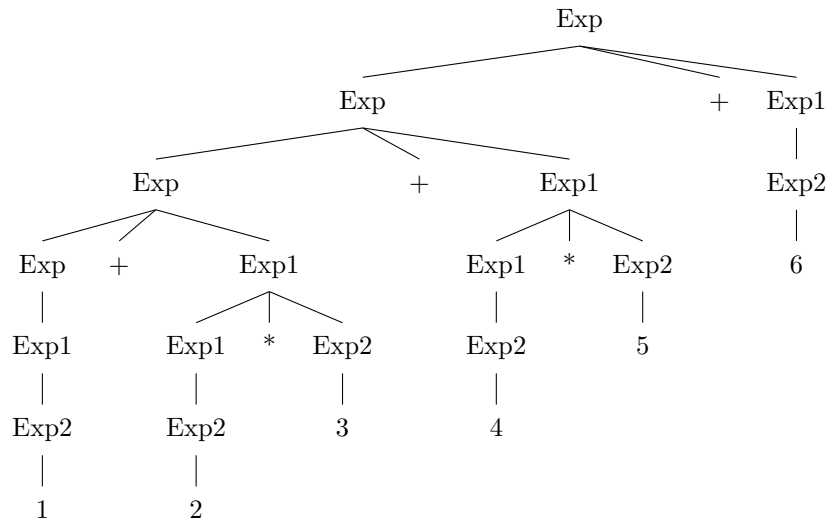 Exp
Exp + Exp1
Exp + Exp1 Exp2
Exp + Exp1 Exp1 * Exp2 6
Exp1 Exp1 * Exp2 Exp2 5
Exp2 Exp2 3 4
1 2